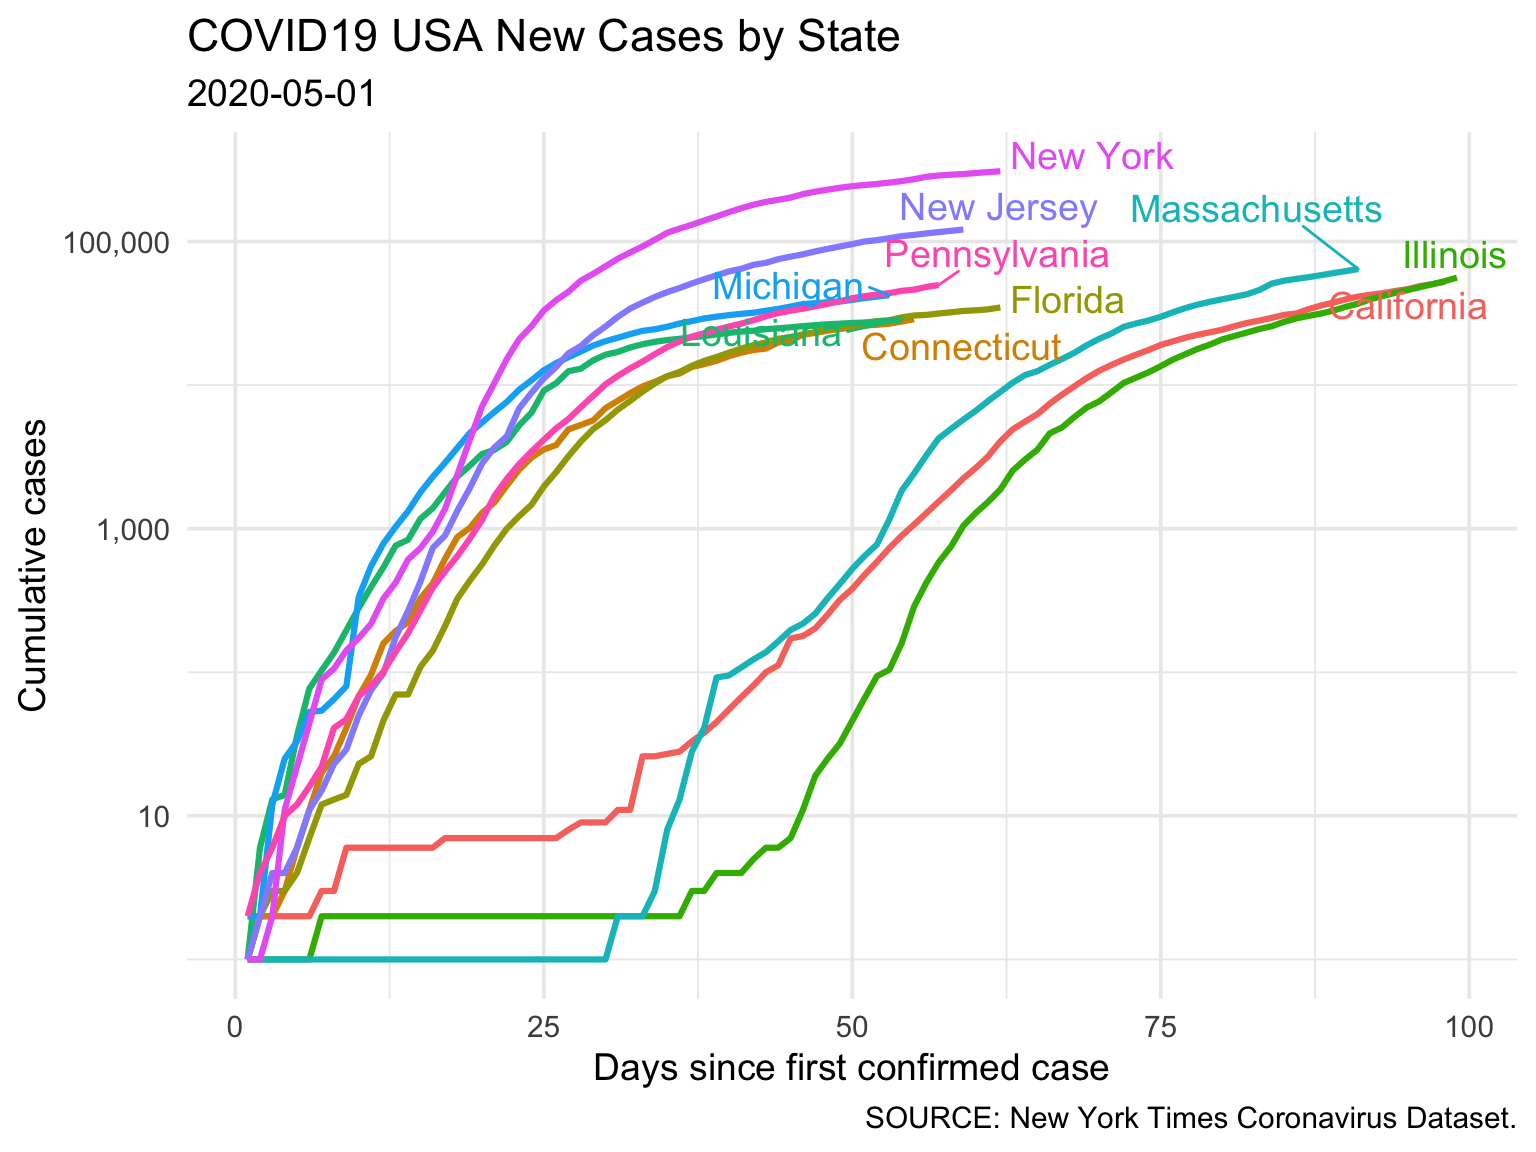 COVID19 USA New Cases by State
2020-05-01
New York
New Jersey
Massachusetts
Pennsylvania
Illinois
Michigan
Florida
California
Louisiana
Connecticut
100,000
1,000
10
Cumulative cases
0 25 50 75 100
Days since first confirmed case
SOURCE: New York Times Coronavirus Dataset.